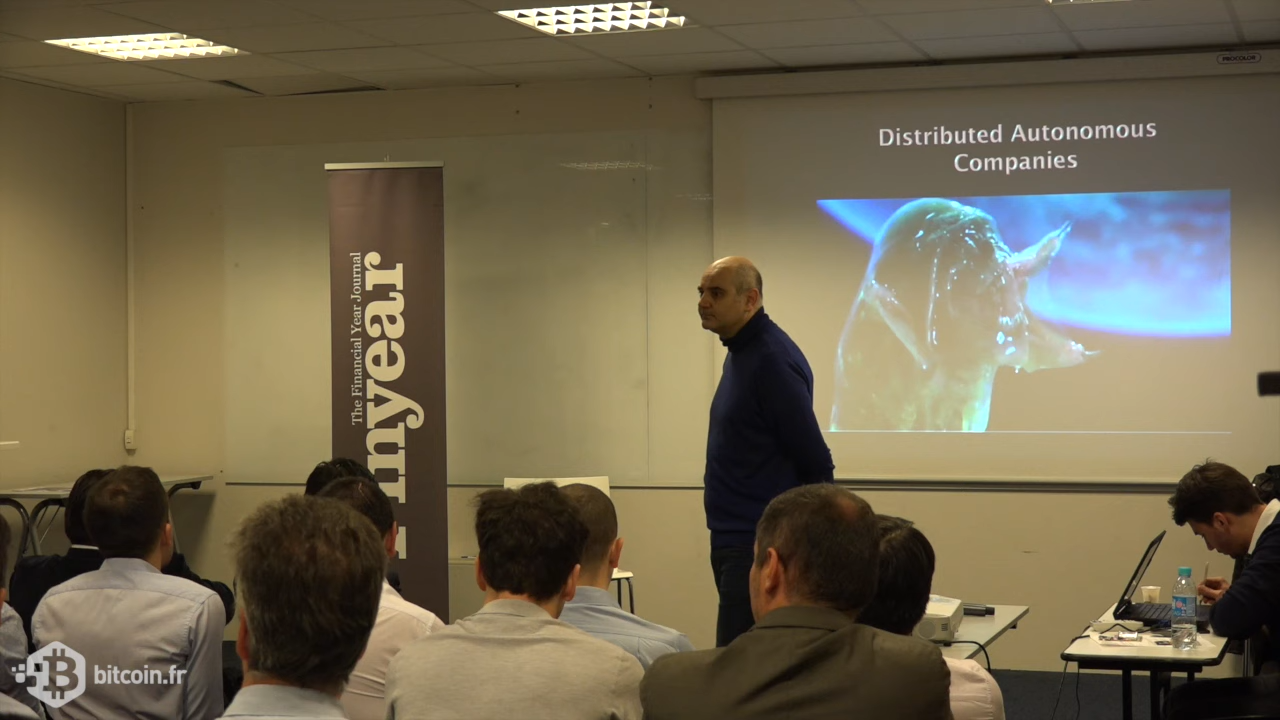 PROCOLOR
Distributed Autonomous
Companies
The Financial Year Journal
Finyear
bitcoin.fr